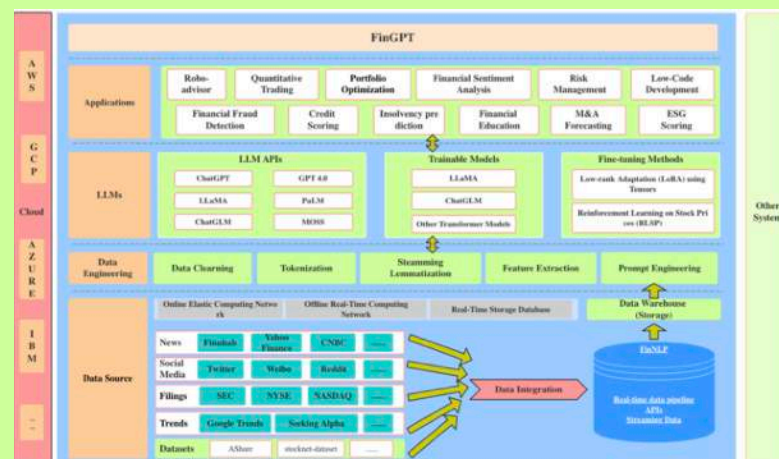 FinGPT
A
W
S
G
C
P
Cloud
A
Z
U
R
E
I
B
M
...
Applications
Robo-
advisor
Quantitative
Trading
Portfolio
Optimization
Financial Sentiment
Analysis
Risk
Management
Low-Code
Development
Financial Fraud
Detection
Credit
Scoring
Insolvency pre
diction
Financial
Education
M&A
Forecasting
ESG
Scoring
LLMs
LLM APIs
ChatGPT
GPT 4.0
LLaMA
PaLM
ChatGLM
MOSS
Trainable Models
LLaMA
ChatGLM
Other Transformer Models
Fine-tuning Methods
Low-rank Adaptation (LoRA) using
Tensors
Reinforcement Learning on Stock Pri
ces (RLSP)
Data
Engineering
Data Clearning
Tokenization
Steamming
Lemmatization
Feature Extraction
Prompt Engineering
Data Source
Online Elastic Computing Netwo
rk
Offline Real-Time Computing
Network
Real-Time Storage Database
Data Warehouse
(Storage)
News
Finnhub
Yahoo
Finance
CNBC
......
Social
Media
Twitter
Weibo
Reddit
......
Filings
SEC
NYSE
NASDAQ
......
Trends
Google Trends
Seeking Alpha
......
Datasets
AShare
stocknet-dataset
......
Data Integration
FinNLP
Real-time data pipeline
APIs
Streaming Data
Other
System